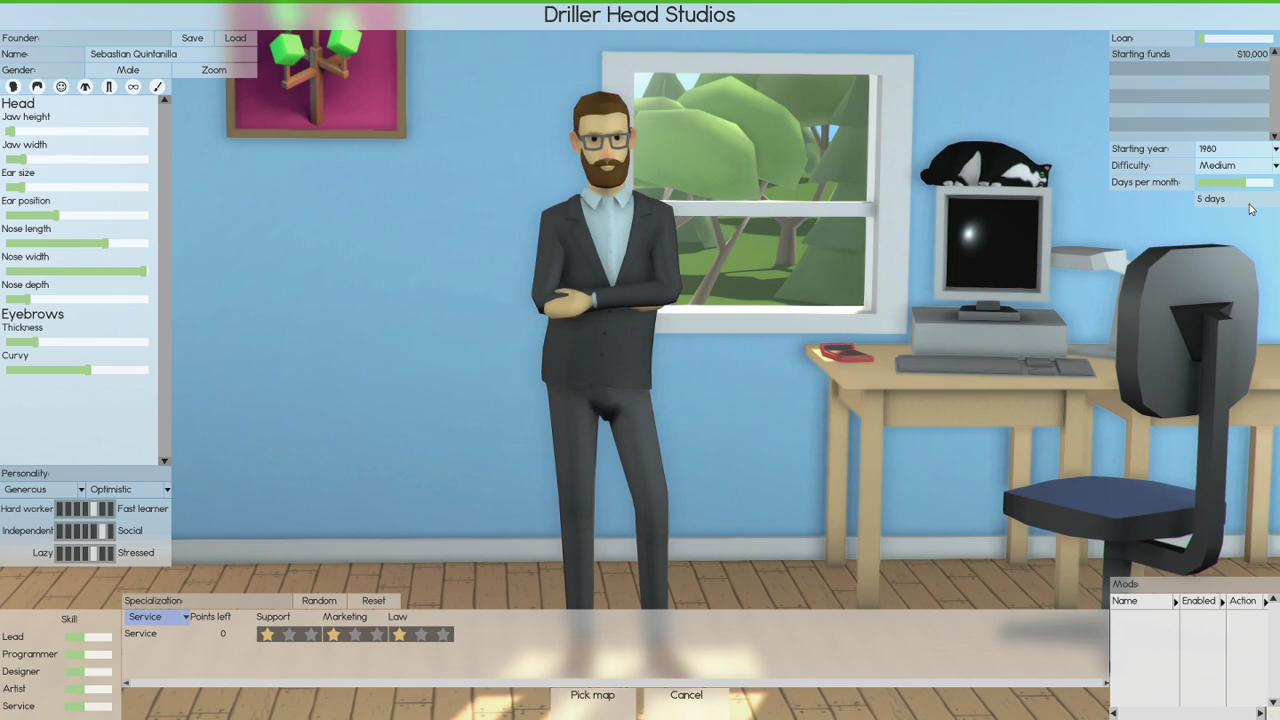 Driller Head Studios
Founder: Save Load
Name: Sebastian Quintanilla
Gender: Male Zoom
Head
Jaw height
Jaw width
Ear size
Ear position
Nose length
Nose width
Nose depth
Eyebrows
Thickness
Curvy
Personality:
Generous Optimistic
Hard worker Fast learner
Independent Social
Lazy Stressed
Skill
Lead
Programmer
Designer
Artist
Service
Specialization: Random Reset
Service Points left Support Marketing Law
Service 0
Pick map Cancel
Loan:
Starting funds $10,000
Starting year: 1980
Difficulty: Medium
Days per month:
5 days
Mods:
Name Enabled Action